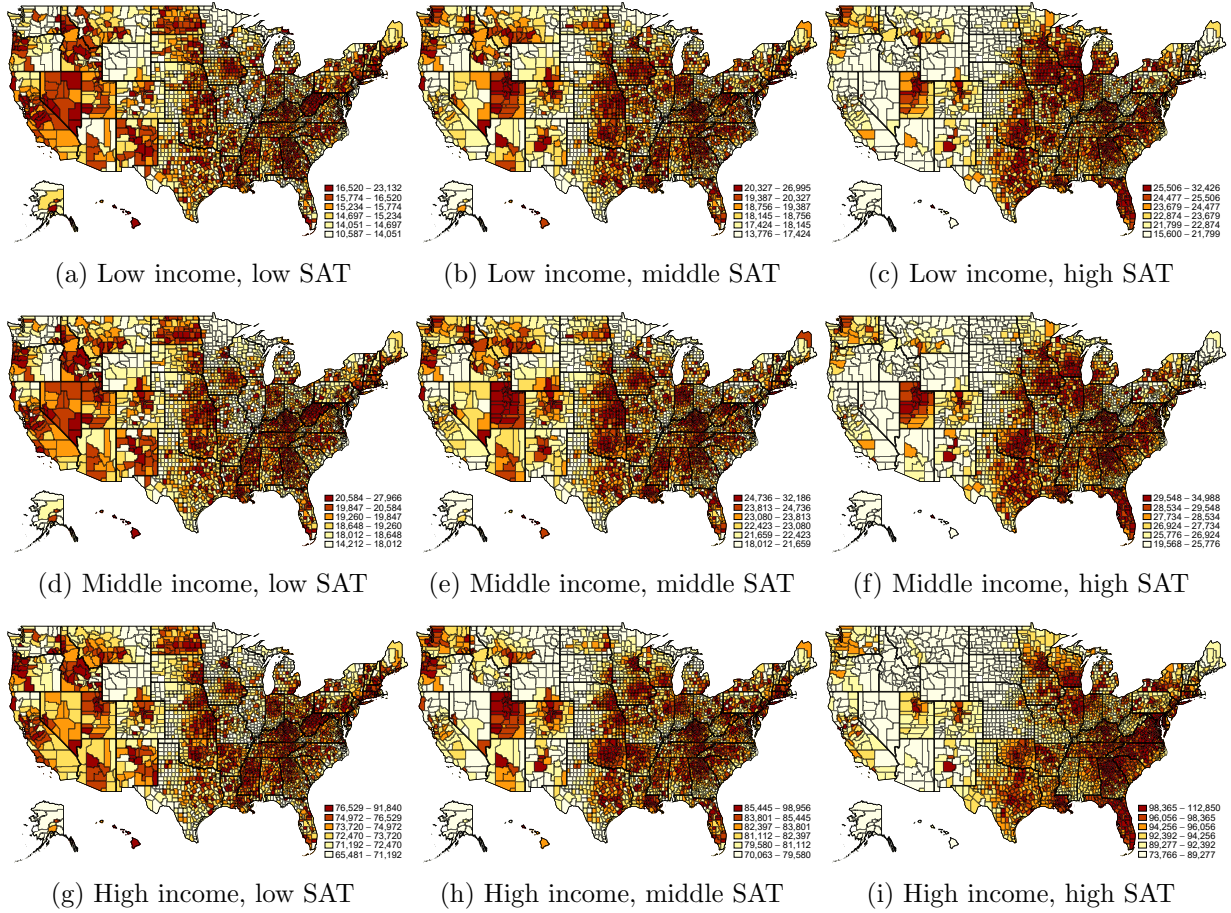 16,520 – 23,132
15,774 – 16,520
15,234 – 15,774
14,697 – 15,234
14,051 – 14,697
10,587 – 14,051
20,327 – 26,995
19,387 – 20,327
18,756 – 19,387
18,145 – 18,756
17,424 – 18,145
13,776 – 17,424
25,506 – 32,426
24,477 – 25,506
23,679 – 24,477
22,874 – 23,679
21,799 – 22,874
15,600 – 21,799
(a) Low income, low SAT
(b) Low income, middle SAT
(c) Low income, high SAT
20,584 – 27,966
19,847 – 20,584
19,260 – 19,847
18,648 – 19,260
18,012 – 18,648
14,212 – 18,012
24,736 – 32,186
23,813 – 24,736
23,080 – 23,813
22,423 – 23,080
21,659 – 22,423
18,012 – 21,659
29,548 – 34,988
28,534 – 29,548
27,734 – 28,534
26,924 – 27,734
25,776 – 26,924
19,568 – 25,776
(d) Middle income, low SAT
(e) Middle income, middle SAT
(f) Middle income, high SAT
76,529 – 91,840
74,972 – 76,529
73,720 – 74,972
72,470 – 73,720
71,192 – 72,470
65,481 – 71,192
85,445 – 98,956
83,801 – 85,445
82,397 – 83,801
81,112 – 82,397
79,580 – 81,112
70,063 – 79,580
98,365 – 112,850
96,056 – 98,365
94,256 – 96,056
92,392 – 94,256
89,277 – 92,392
73,766 – 89,277
(g) High income, low SAT
(h) High income, middle SAT
(i) High income, high SAT